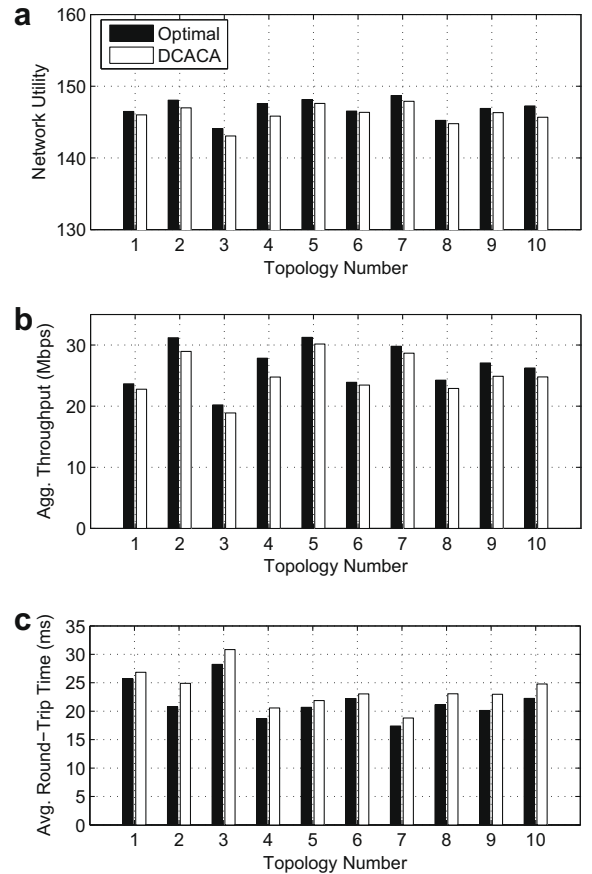 a
Optimal
DCACA
160
150
140
130
Network Utility
1 2 3 4 5 6 7 8 9 10
Topology Number
b
30
20
10
0
Agg. Throughput (Mbps)
1 2 3 4 5 6 7 8 9 10
Topology Number
c
35
30
25
20
15
10
5
0
Avg. Round-Trip Time (ms)
1 2 3 4 5 6 7 8 9 10
Topology Number